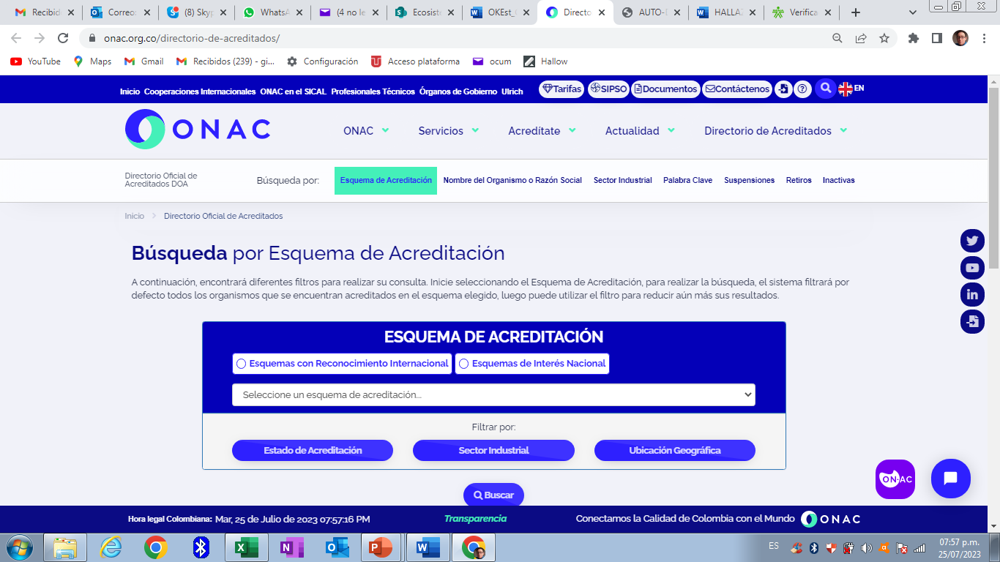 Recibid
Correo:
(8) Skyp
WhatsA
(4 no le
Ecosiste
OKEst_
Directo
AUTO-
HALLA
Verifica
onac.org.co/directorio-de-acreditados/
YouTube Maps Gmail Recibidos (239) - gi... Configuración Acceso plataforma ocum Hallow
Inicio Cooperaciones Internacionales ONAC en el SICAL Profesionales Técnicos Órganos de Gobierno Ulrich Tarifas SIPSO Documentos Contáctenos EN
ONAC ONAC Servicios Acredítate Actualidad Directorio de Acreditados
Directorio Oficial de
Acreditados DOA
Búsqueda por: Esquema de Acreditación Nombre del Organismo o Razón Social Sector Industrial Palabra Clave Suspensiones Retiros Inactivas
Inicio Directorio Oficial de Acreditados
Búsqueda por Esquema de Acreditación
A continuación, encontrará diferentes filtros para realizar su consulta. Inicie seleccionando el Esquema de Acreditación, para realizar la búsqueda, el sistema filtrará por
defecto todos los organismos que se encuentran acreditados en el esquema elegido, luego puede utilizar el filtro para reducir aún más sus resultados.
ESQUEMA DE ACREDITACIÓN
Esquemas con Reconocimiento Internacional Esquemas de Interés Nacional
Seleccione un esquema de acreditación...
Filtrar por:
Estado de Acreditación Sector Industrial Ubicación Geográfica
ON·AC
Buscar
Hora legal Colombiana: Mar, 25 de Julio de 2023 07:57:16 PM Transparencia Conectamos la Calidad de Colombia con el Mundo ONAC
ES 07:57 p.m.
25/07/2023